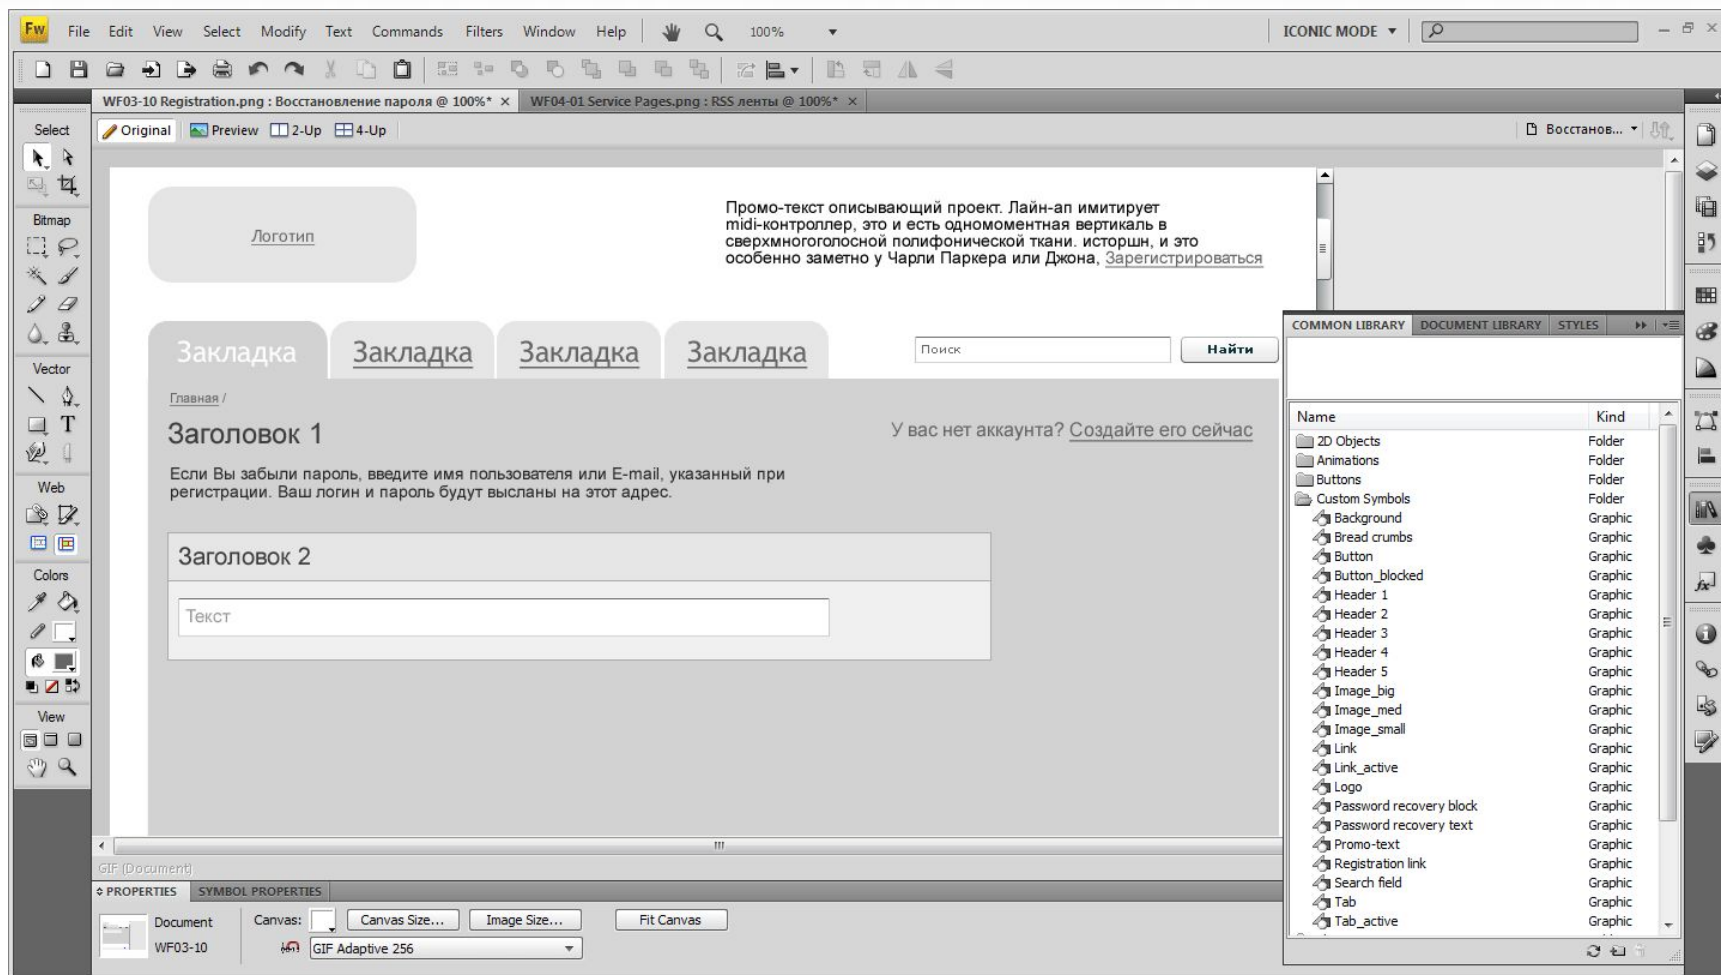 Fw File Edit View Select Modify Text Commands Filters Window Help 100% ICONIC MODE
WF03-10 Registration.png : Восстановление пароля @ 100%* × WF04-01 Service Pages.png : RSS ленты @ 100%* ×
Select
Original Preview 2-Up 4-Up Восстанов...
Bitmap
Vector
Web
Colors
View
Логотип
Промо-текст описывающий проект. Лайн-ап имитирует
midi-контроллер, это и есть одномоментная вертикаль в
сверхмногоголосной полифонической ткани. исторшн, и это
особенно заметно у Чарли Паркера или Джона, Зарегистрироваться
Закладка Закладка Закладка Закладка
Поиск Найти
Главная /
Заголовок 1
У вас нет аккаунта? Создайте его сейчас
Если Вы забыли пароль, введите имя пользователя или E-mail, указанный при
регистрации. Ваш логин и пароль будут высланы на этот адрес.
Заголовок 2
Текст
COMMON LIBRARY DOCUMENT LIBRARY STYLES
Name Kind
2D Objects Folder
Animations Folder
Buttons Folder
Custom Symbols Folder
Background Graphic
Bread crumbs Graphic
Button Graphic
Button_blocked Graphic
Header 1 Graphic
Header 2 Graphic
Header 3 Graphic
Header 4 Graphic
Header 5 Graphic
Image_big Graphic
Image_med Graphic
Image_small Graphic
Link Graphic
Link_active Graphic
Logo Graphic
Password recovery block Graphic
Password recovery text Graphic
Promo-text Graphic
Registration link Graphic
Search field Graphic
Tab Graphic
Tab_active Graphic
GIF (Document)
PROPERTIES SYMBOL PROPERTIES
Document Canvas: Canvas Size... Image Size... Fit Canvas
WF03-10 GIF Adaptive 256